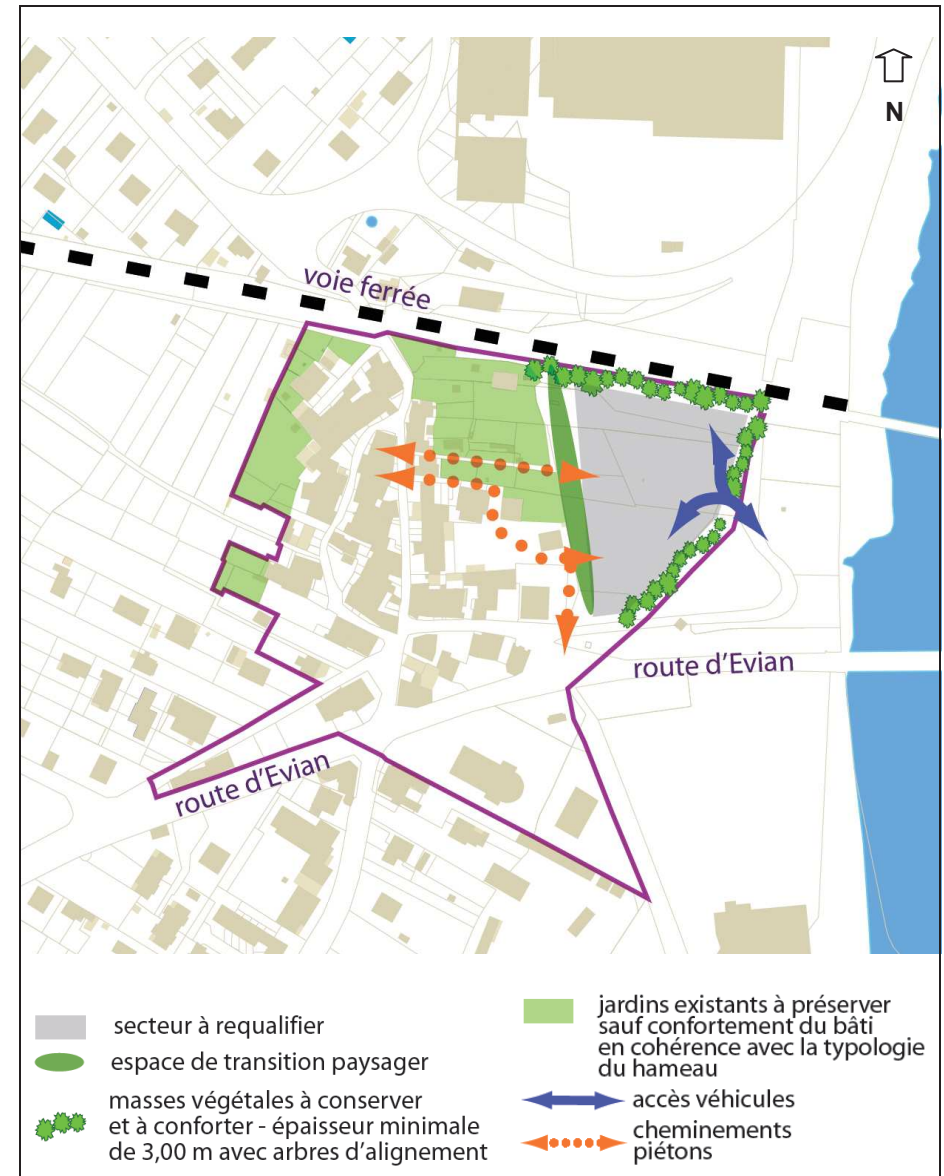 N
voie ferrée
route d'Evian
route d'Evian
secteur à requalifier
espace de transition paysager
masses végétales à conserver
et à conforter - épaisseur minimale
de 3,00 m avec arbres d'alignement
jardins existants à préserver
sauf confortement du bâti
en cohérence avec la typologie
du hameau
accès véhicules
cheminements
piétons